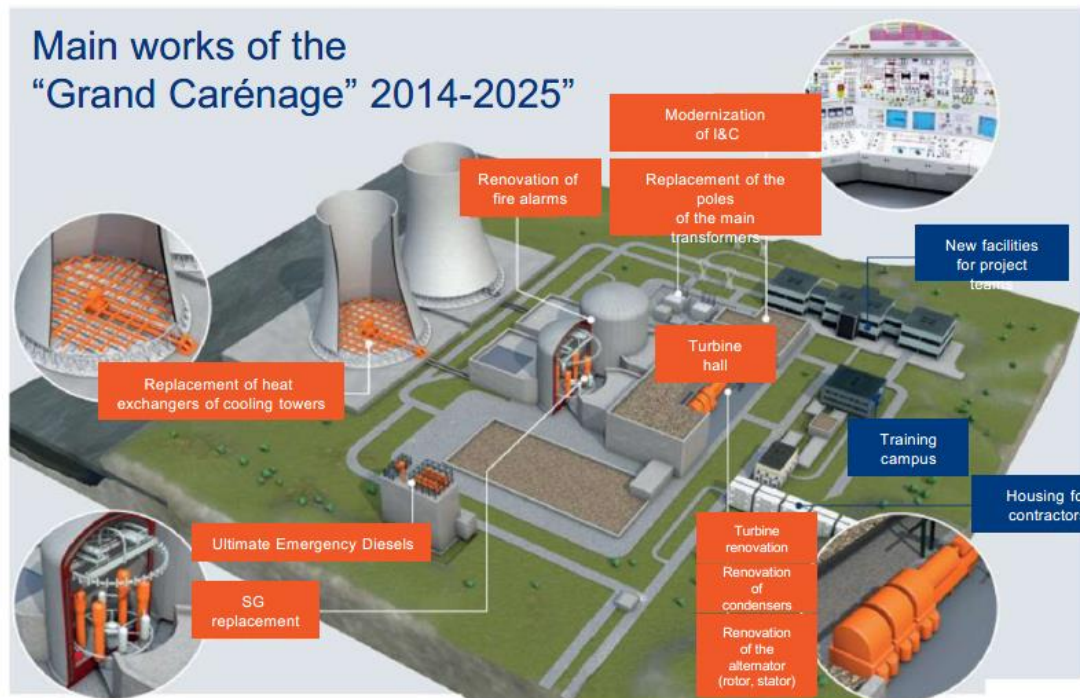 Main works of the
“Grand Carénage” 2014-2025”
Modernization
of I&C
Renovation of
fire alarms
Replacement of the
poles
of the main
transformers
New facilities
for project
teams
Turbine
hall
Replacement of heat
exchangers of cooling towers
Training
campus
Housing fo
contractors
Ultimate Emergency Diesels
Turbine
renovation
SG
replacement
Renovation
of
condensers
Renovation
of the
alternator
(rotor, stator)